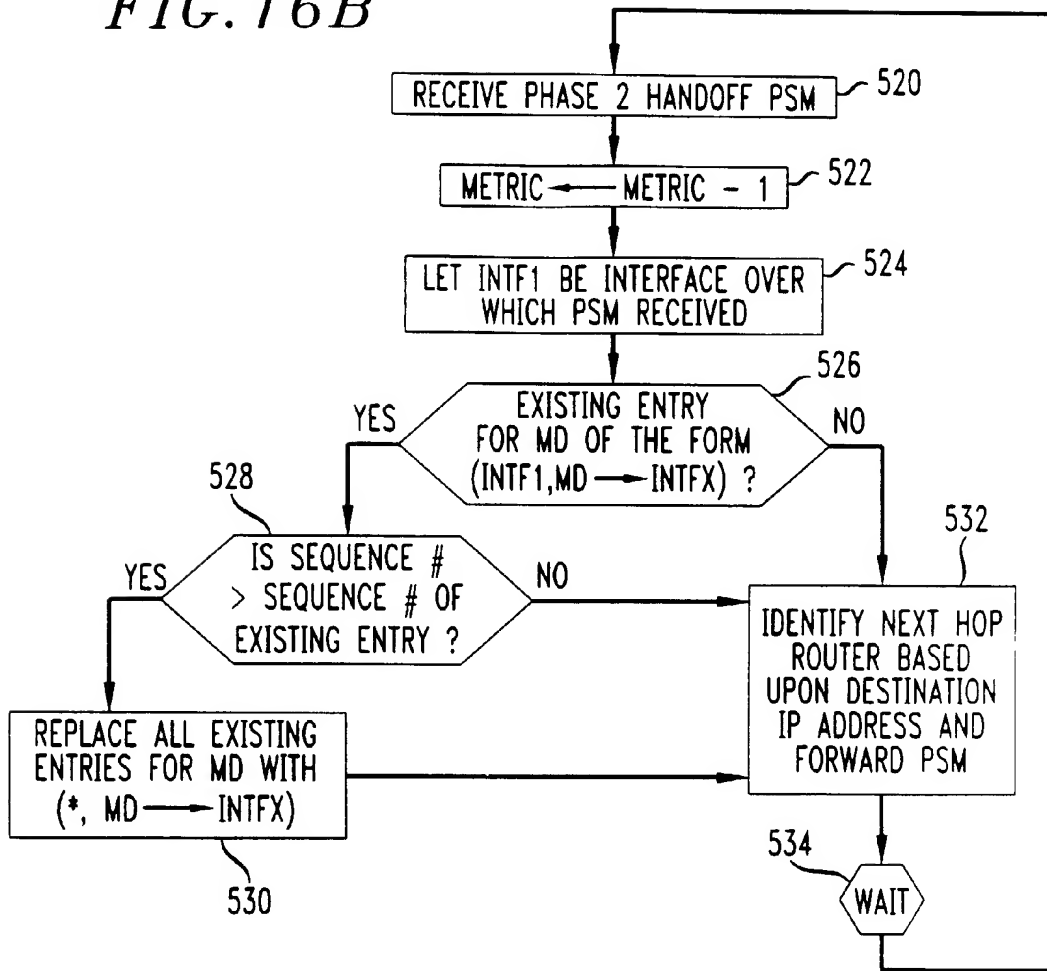 FIG. 16B
RECEIVE PHASE 2 HANDOFF PSM
520
METRIC ← METRIC - 1
522
LET INTF1 BE INTERFACE OVER
WHICH PSM RECEIVED
524
526
EXISTING ENTRY
FOR MD OF THE FORM
(INTF1,MD → INTFX) ?
YES
NO
528
IS SEQUENCE #
> SEQUENCE # OF
EXISTING ENTRY ?
YES
NO
532
IDENTIFY NEXT HOP
ROUTER BASED
UPON DESTINATION
IP ADDRESS AND
FORWARD PSM
REPLACE ALL EXISTING
ENTRIES FOR MD WITH
(*, MD → INTFX)
530
534
WAIT